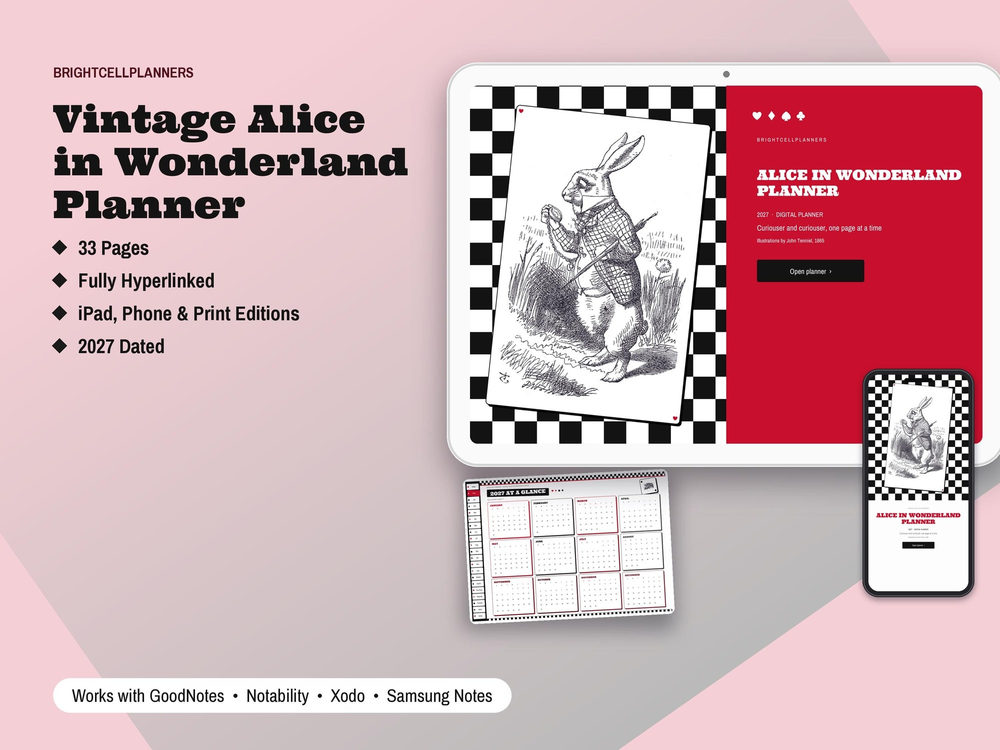 BRIGHTCELLPLANNERS
Vintage Alice
in Wonderland
Planner
◆ 33 Pages
◆ Fully Hyperlinked
◆ iPad, Phone & Print Editions
◆ 2027 Dated
BRIGHTCELLPLANNERS
ALICE IN WONDERLAND
PLANNER
2027 · DIGITAL PLANNER
Curiouser and curiouser, one page at a time
Illustrations by John Tenniel, 1865
Open planner ›
2027 AT A GLANCE
ALICE IN WONDERLAND
PLANNER
Works with GoodNotes • Notability • Xodo • Samsung Notes